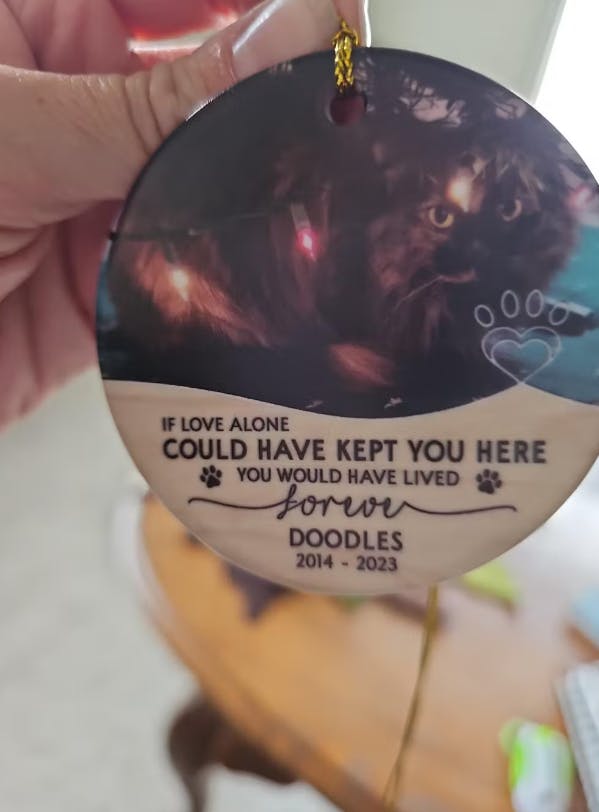 IF LOVE ALONE
COULD HAVE KEPT YOU HERE
YOU WOULD HAVE LIVED
forever
DOODLES
2014 - 2023